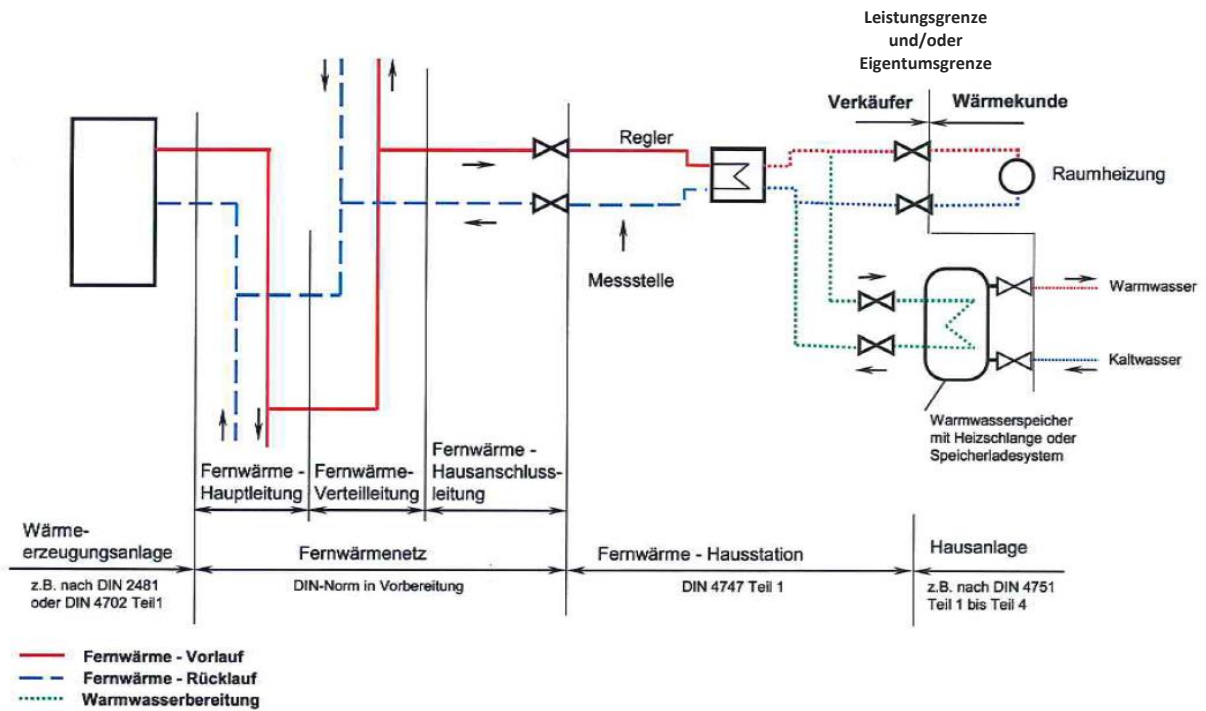 Leistungsgrenze
und/oder
Eigentumsgrenze
Verkäufer
Wärmekunde
Regler
Raumheizung
Messstelle
Warmwasser
Kaltwasser
Warmwasserspeicher
mit Heizschlange oder
Speicherladesystem
Fernwärme -
Hauptleitung
Fernwärme-
Verteilleitung
Fernwärme -
Hausanschluss-
leitung
Wärme-
erzeugungsanlage
z.B. nach DIN 2481
oder DIN 4702 Teil1
Fernwärmenetz
DIN-Norm in Vorbereitung
Fernwärme - Hausstation
DIN 4747 Teil 1
Hausanlage
z.B. nach DIN 4751
Teil 1 bis Teil 4
Fernwärme - Vorlauf
Fernwärme - Rücklauf
Warmwasserbereitung